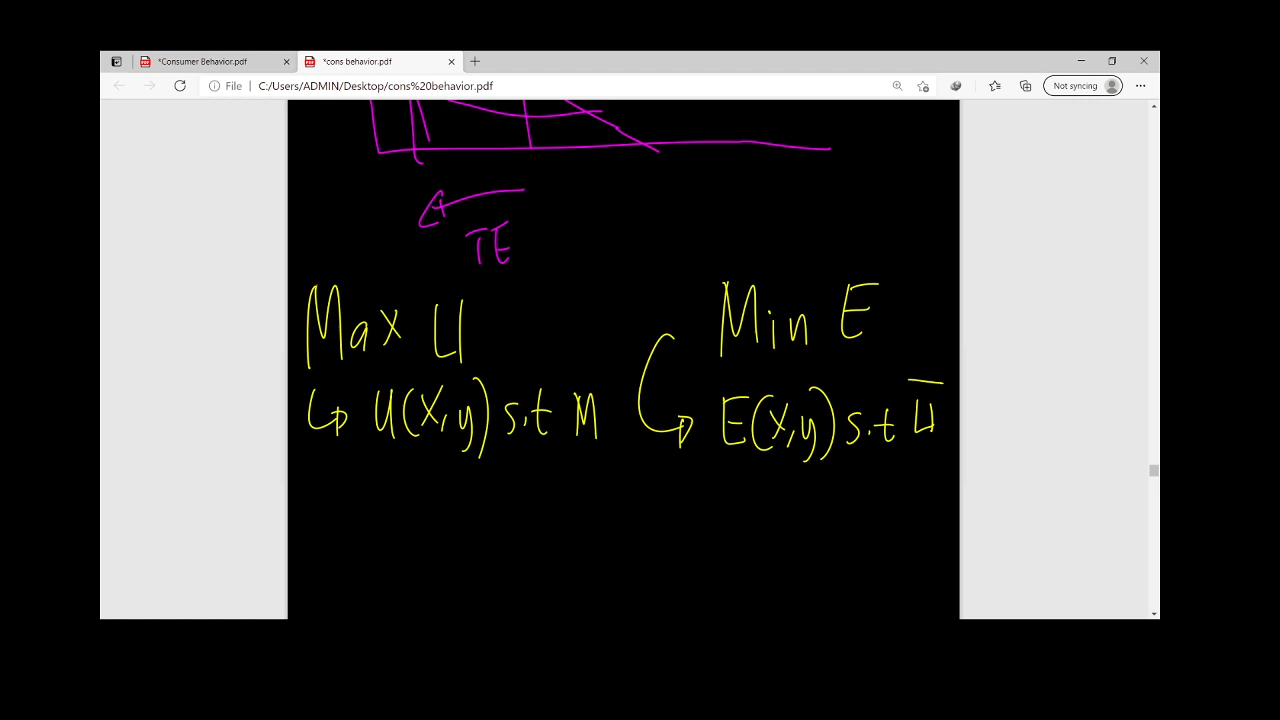 *Consumer Behavior.pdf
*cons behavior.pdf
File C:/Users/ADMIN/Desktop/cons%20behavior.pdf
Not syncing
TE
Max U
Min E
U(X,y) s.t M
E(X,y) s.t Ū